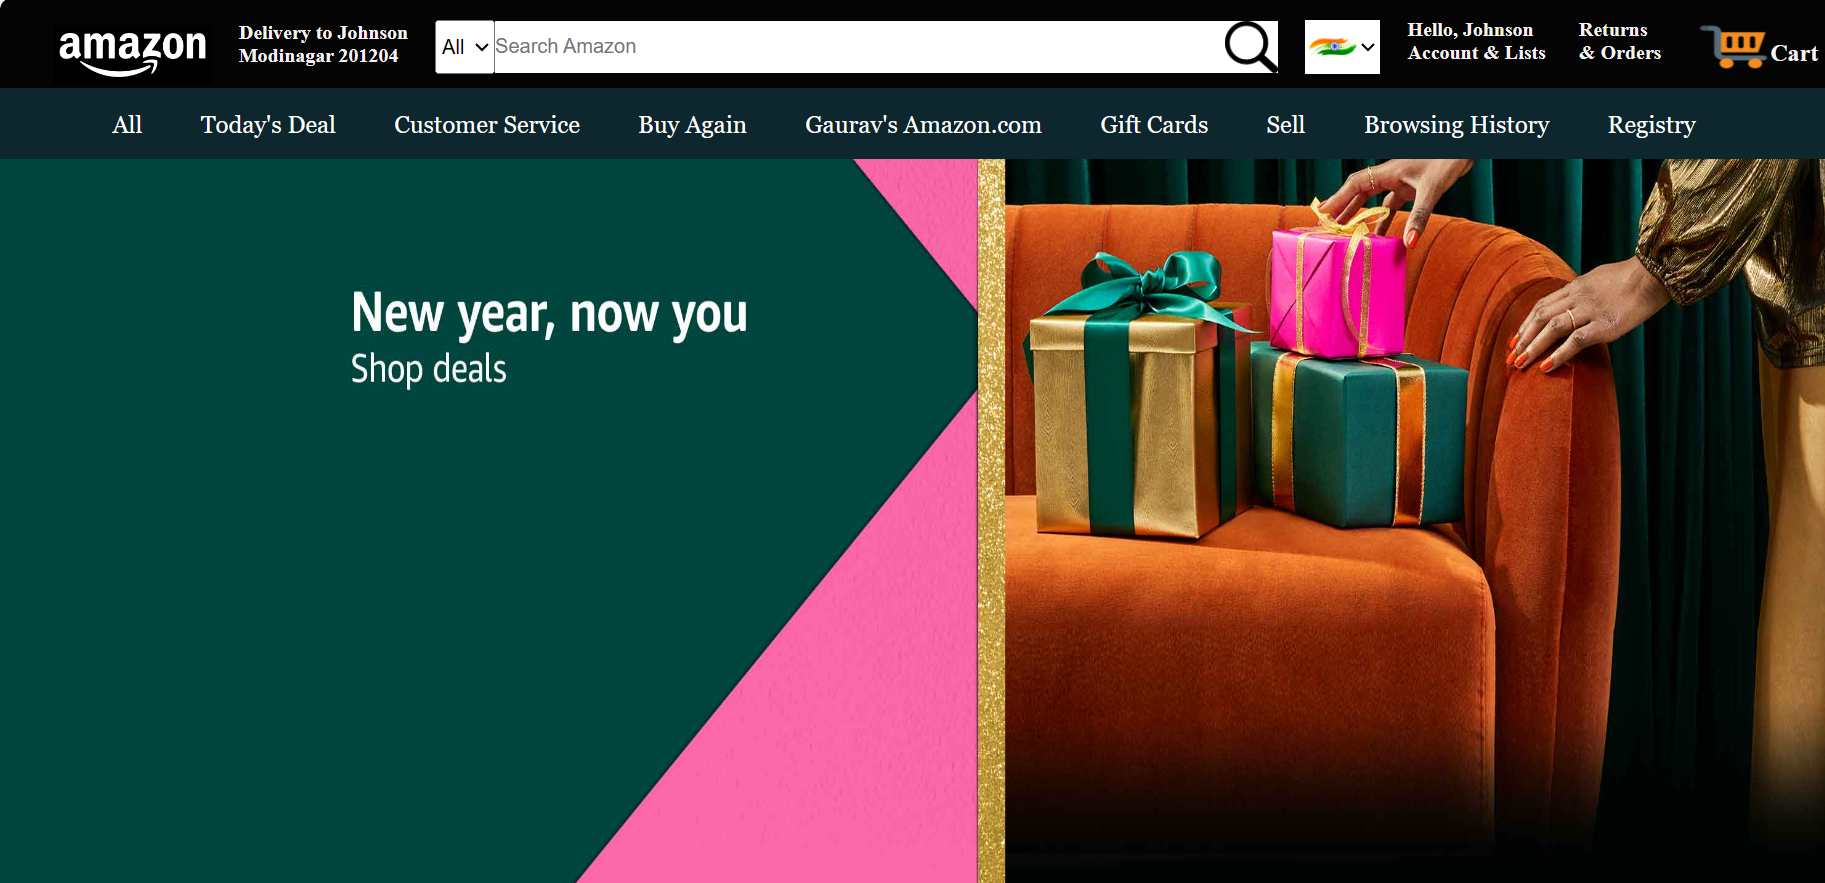 amazon
Delivery to Johnson
Modinagar 201204
All
Search Amazon
Hello, Johnson
Account & Lists
Returns
& Orders
Cart
All
Today's Deal
Customer Service
Buy Again
Gaurav's Amazon.com
Gift Cards
Sell
Browsing History
Registry
New year, now you
Shop deals